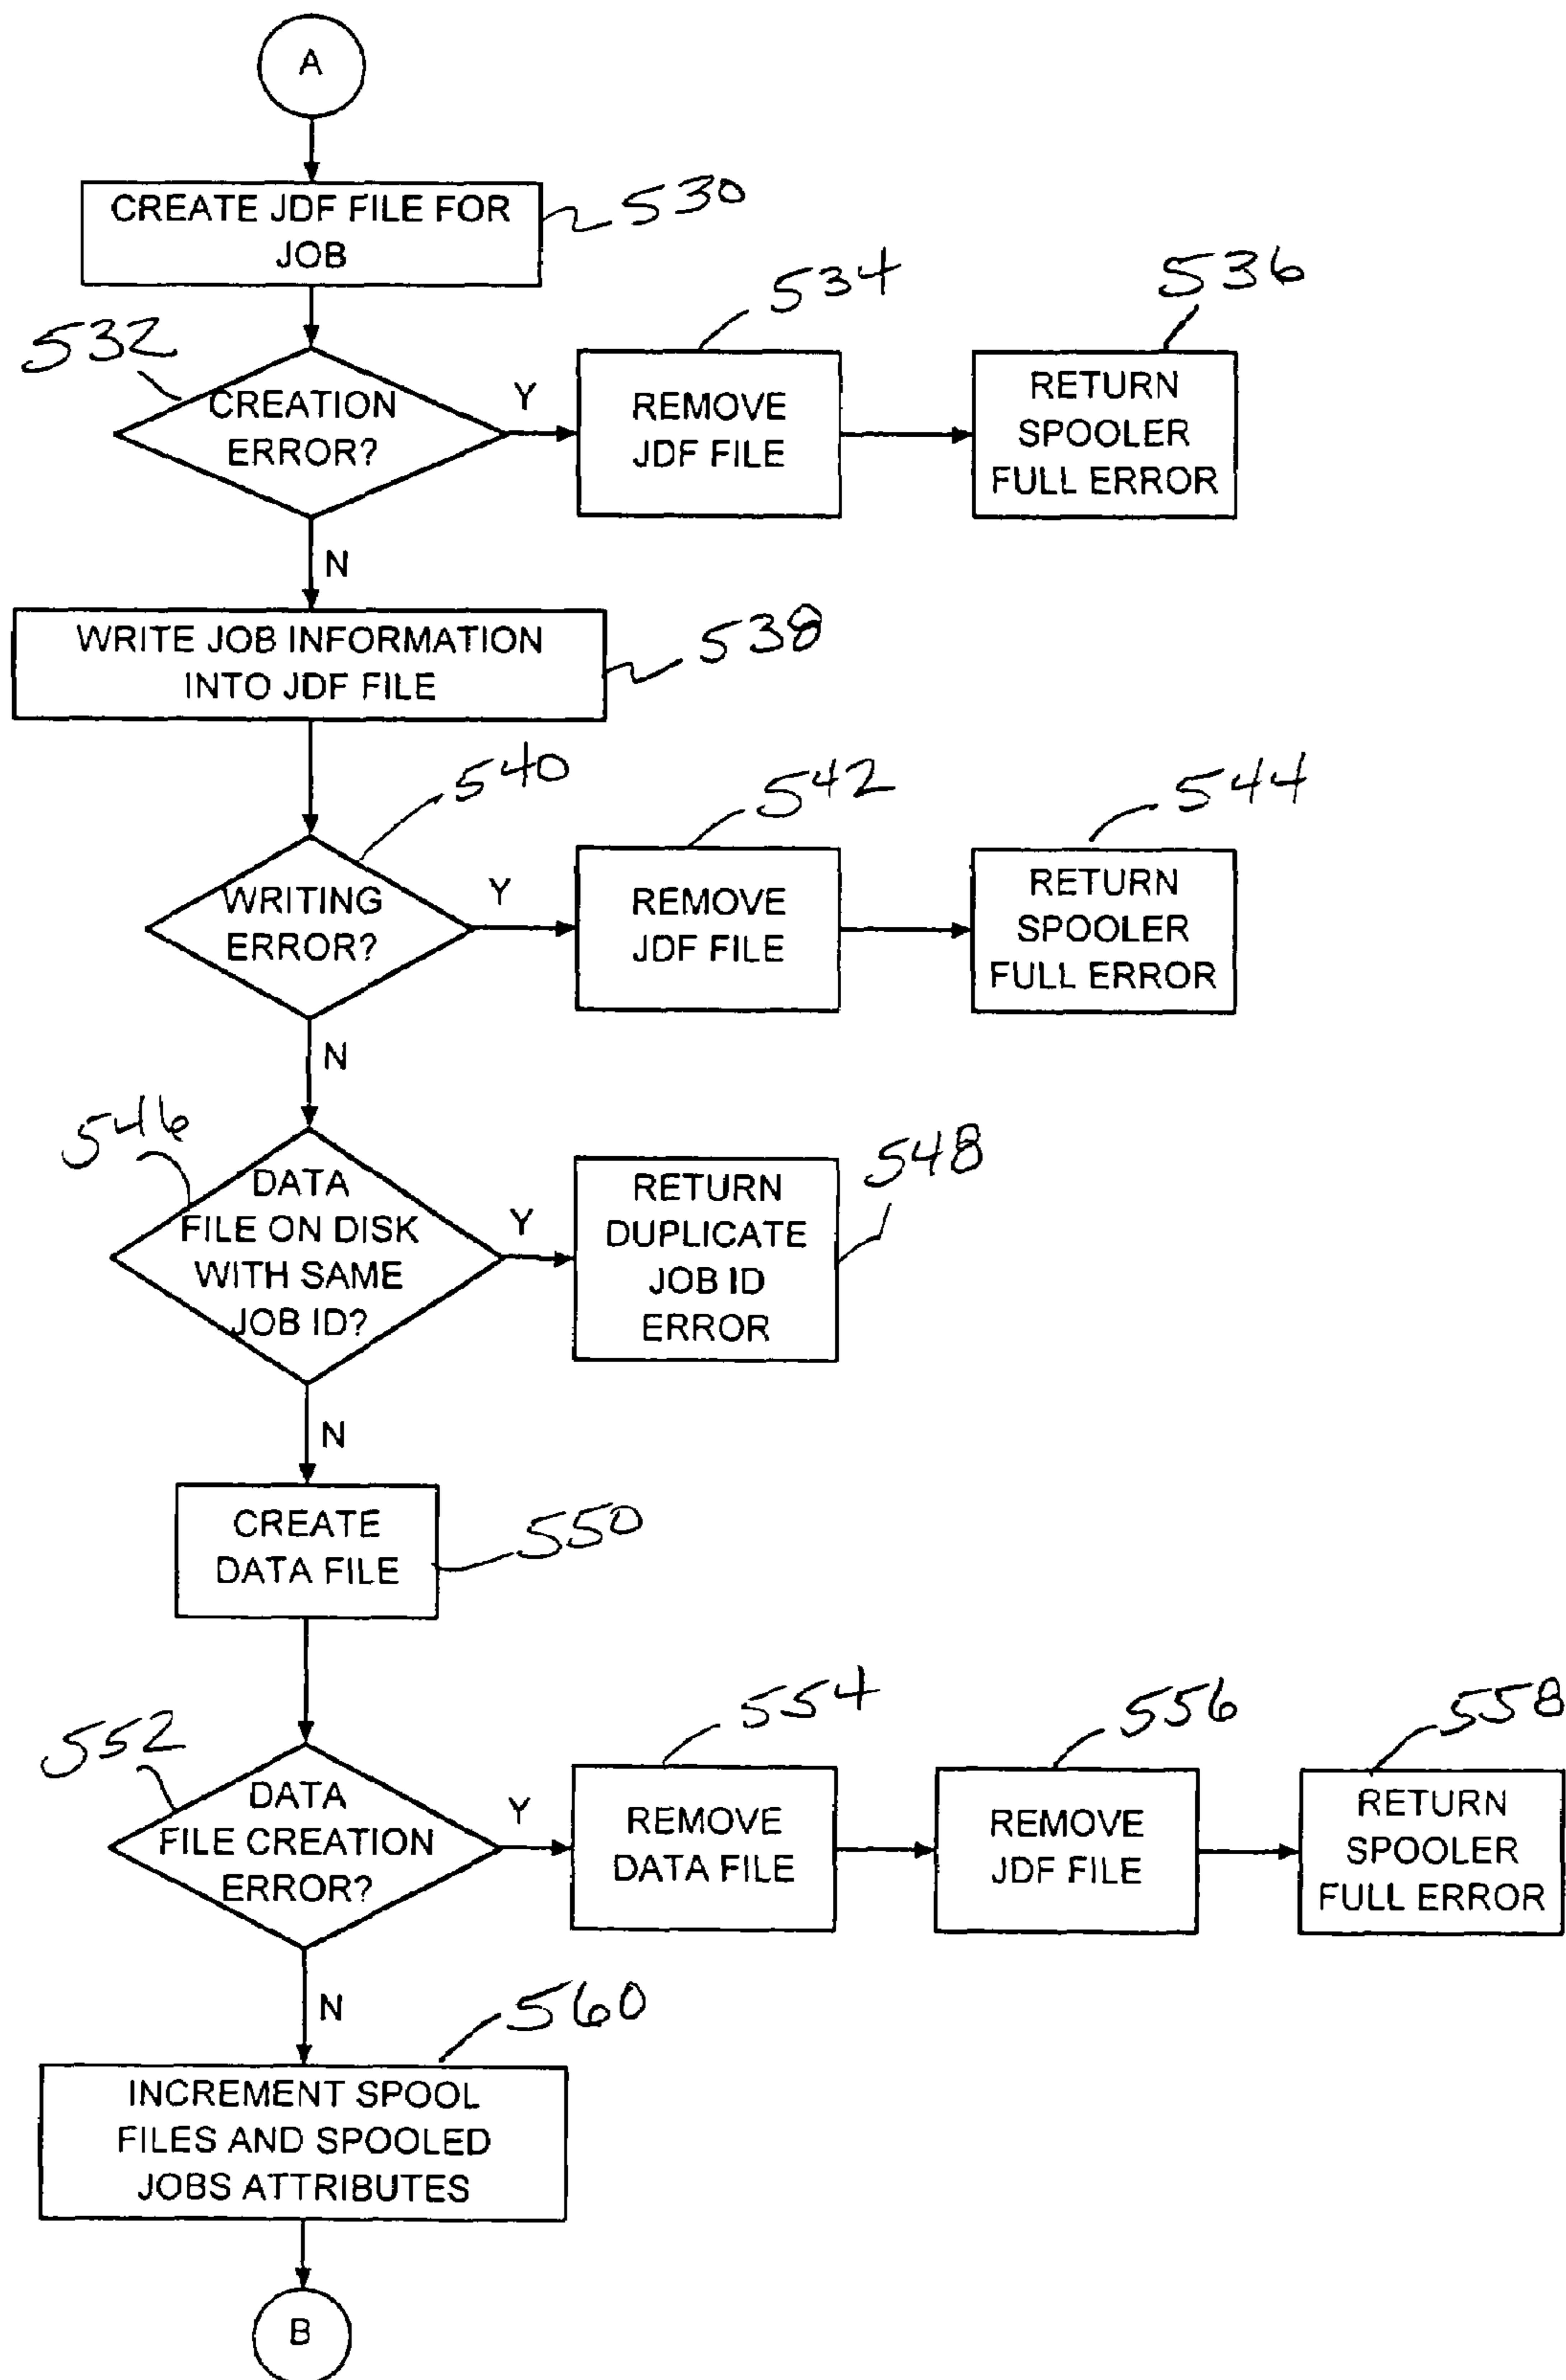 A
CREATE JDF FILE FOR
JOB
530
532
CREATION
ERROR?
Y
534
REMOVE
JDF FILE
536
RETURN
SPOOLER
FULL ERROR
N
WRITE JOB INFORMATION
INTO JDF FILE
538
540
WRITING
ERROR?
Y
542
REMOVE
JDF FILE
544
RETURN
SPOOLER
FULL ERROR
N
546
DATA
FILE ON DISK
WITH SAME
JOB ID?
Y
548
RETURN
DUPLICATE
JOB ID
ERROR
N
CREATE
DATA FILE
550
552
DATA
FILE CREATION
ERROR?
Y
554
REMOVE
DATA FILE
556
REMOVE
JDF FILE
558
RETURN
SPOOLER
FULL ERROR
N
560
INCREMENT SPOOL
FILES AND SPOOLED
JOBS ATTRIBUTES
B